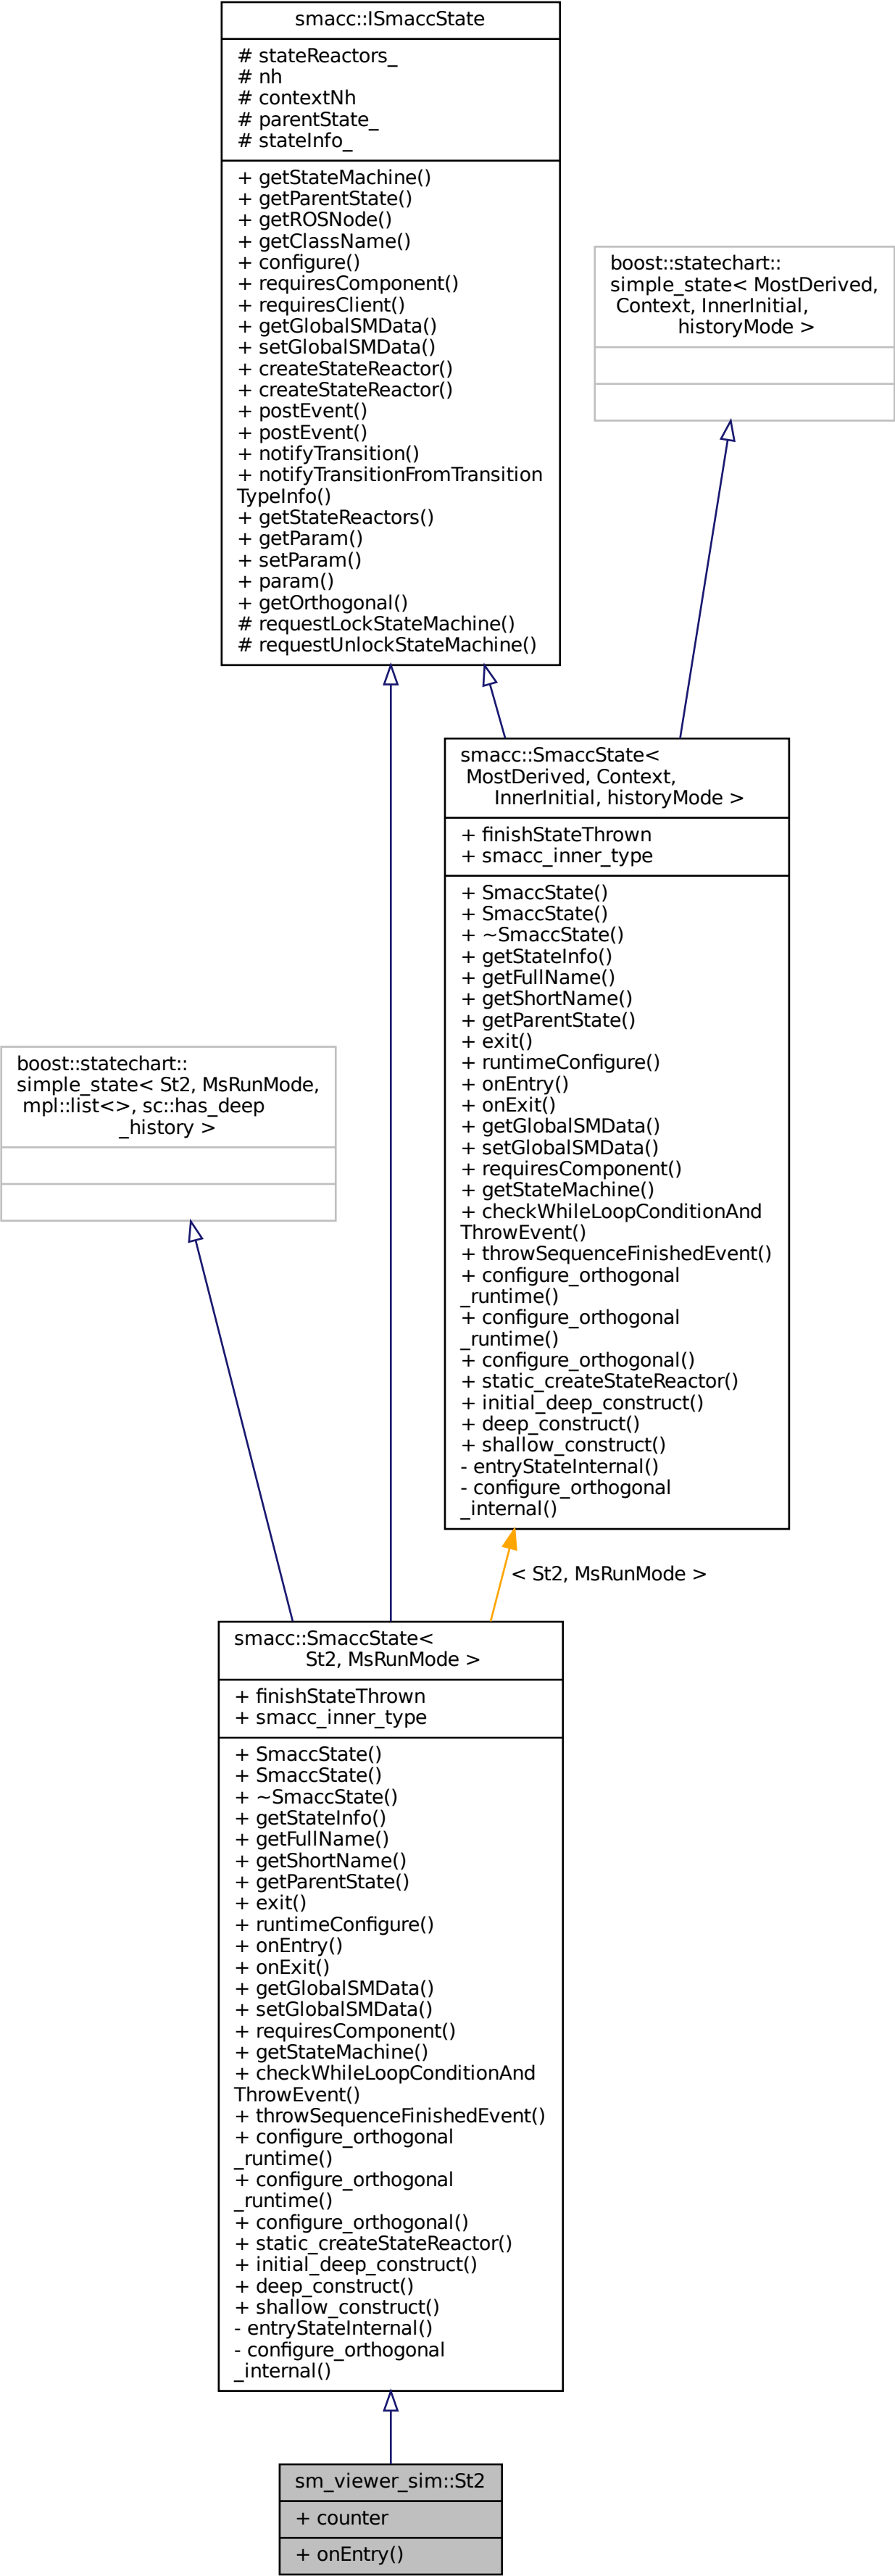 smacc::ISmaccState
# stateReactors_
# nh
# contextNh
# parentState_
# stateInfo_
+ getStateMachine()
+ getParentState()
+ getROSNode()
+ getClassName()
+ configure()
+ requiresComponent()
+ requiresClient()
+ getGlobalSMData()
+ setGlobalSMData()
+ createStateReactor()
+ createStateReactor()
+ postEvent()
+ postEvent()
+ notifyTransition()
+ notifyTransitionFromTransition
TypeInfo()
+ getStateReactors()
+ getParam()
+ setParam()
+ param()
+ getOrthogonal()
# requestLockStateMachine()
# requestUnlockStateMachine()
boost::statechart::
simple_state< MostDerived,
Context, InnerInitial,
historyMode >
smacc::SmaccState<
MostDerived, Context,
InnerInitial, historyMode >
+ finishStateThrown
+ smacc_inner_type
+ SmaccState()
+ SmaccState()
+ ~SmaccState()
+ getStateInfo()
+ getFullName()
+ getShortName()
+ getParentState()
+ exit()
+ runtimeConfigure()
+ onEntry()
+ onExit()
+ getGlobalSMData()
+ setGlobalSMData()
+ requiresComponent()
+ getStateMachine()
+ checkWhileLoopConditionAnd
ThrowEvent()
+ throwSequenceFinishedEvent()
+ configure_orthogonal
_runtime()
+ configure_orthogonal
_runtime()
+ configure_orthogonal()
+ static_createStateReactor()
+ initial_deep_construct()
+ deep_construct()
+ shallow_construct()
- entryStateInternal()
- configure_orthogonal
_internal()
boost::statechart::
simple_state< St2, MsRunMode,
mpl::list<>, sc::has_deep
_history >
< St2, MsRunMode >
smacc::SmaccState<
St2, MsRunMode >
+ finishStateThrown
+ smacc_inner_type
+ SmaccState()
+ SmaccState()
+ ~SmaccState()
+ getStateInfo()
+ getFullName()
+ getShortName()
+ getParentState()
+ exit()
+ runtimeConfigure()
+ onEntry()
+ onExit()
+ getGlobalSMData()
+ setGlobalSMData()
+ requiresComponent()
+ getStateMachine()
+ checkWhileLoopConditionAnd
ThrowEvent()
+ throwSequenceFinishedEvent()
+ configure_orthogonal
_runtime()
+ configure_orthogonal
_runtime()
+ configure_orthogonal()
+ static_createStateReactor()
+ initial_deep_construct()
+ deep_construct()
+ shallow_construct()
- entryStateInternal()
- configure_orthogonal
_internal()
sm_viewer_sim::St2
+ counter
+ onEntry()